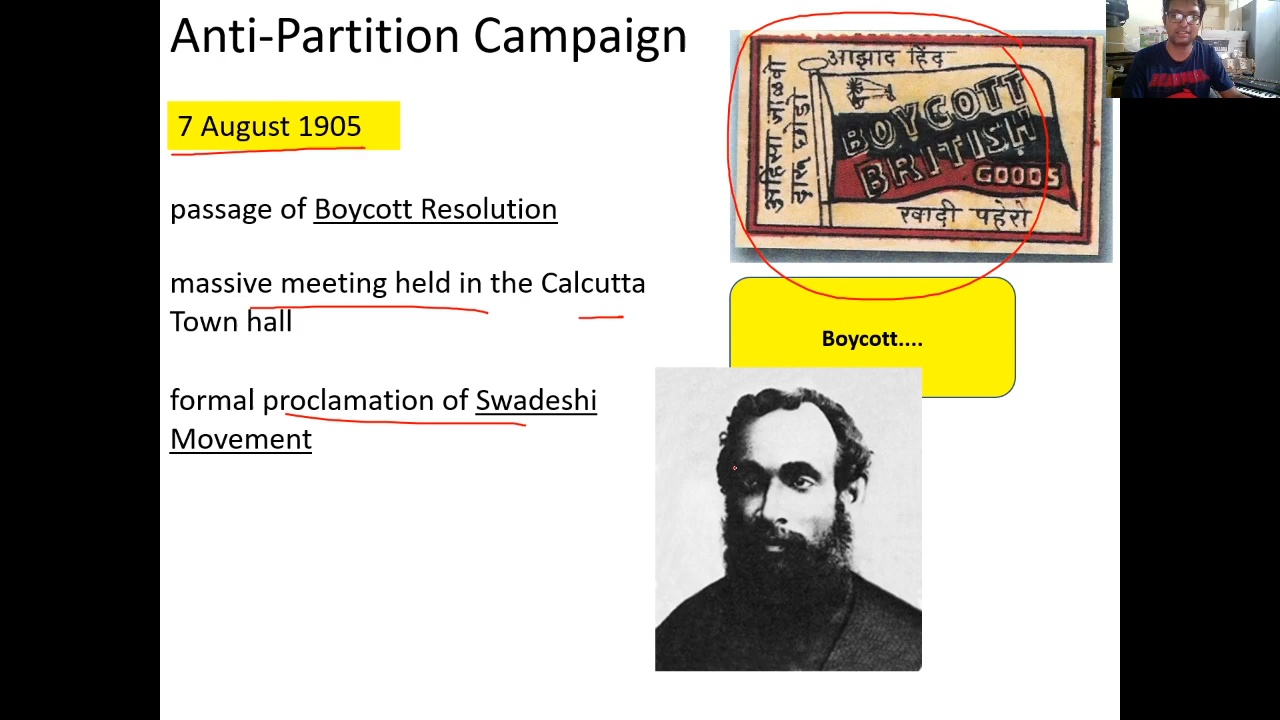 Anti-Partition Campaign
7 August 1905
passage of Boycott Resolution
massive meeting held in the Calcutta
Town hall
formal proclamation of Swadeshi
Movement
आझाद हिंद
अहिंसा पाळवो
दारू छोडो
BOYCOTT
BRITISH
GOODS
खादी पहेरो
Boycott....